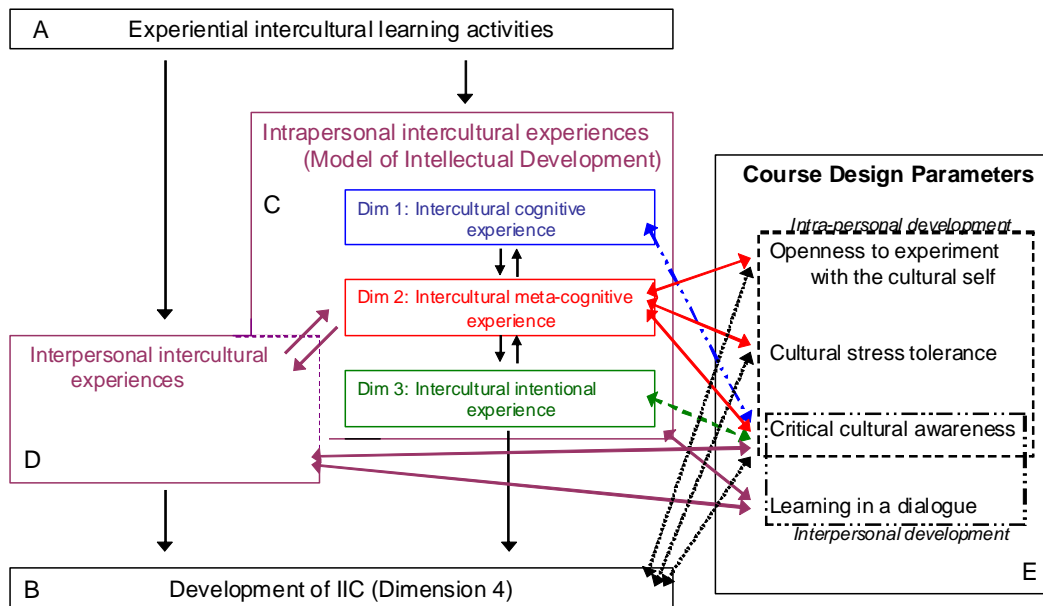 A
Experiential intercultural learning activities
Intrapersonal intercultural experiences
(Model of Intellectual Development)
C
Dim 1: Intercultural cognitive
experience
Dim 2: Intercultural meta-cognitive
experience
Dim 3: Intercultural intentional
experience
Interpersonal intercultural
experiences
D
B
Development of IIC (Dimension 4)
Course Design Parameters
Intra-personal development
Openness to experiment
with the cultural self
Cultural stress tolerance
Critical cultural awareness
Learning in a dialogue
Interpersonal development
E